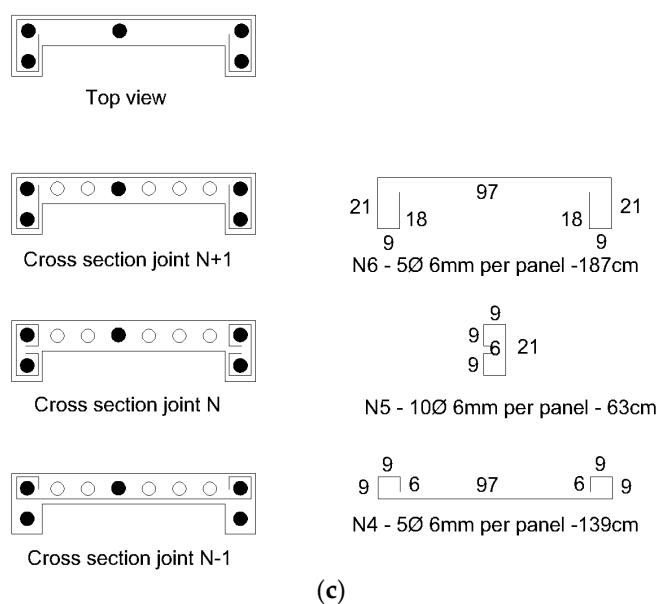 Top view
Cross section joint N+1
97
21
18
18
21
9
9
N6 - 5Ø 6mm per panel -187cm
Cross section joint N
9
9
6
21
9
N5 - 10Ø 6mm per panel - 63cm
Cross section joint N-1
9
9
9
6
97
6
9
N4 - 5Ø 6mm per panel -139cm
(c)